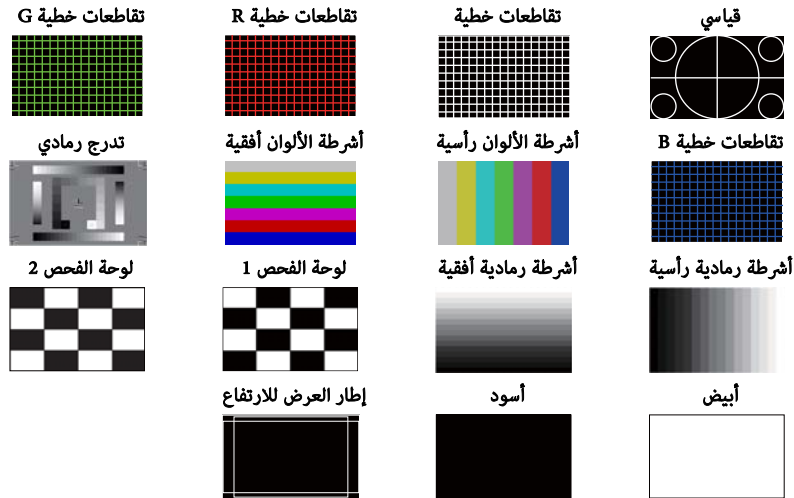 قياسي
تقاطعات خطية
تقاطعات خطية R
تقاطعات خطية G
تقاطعات خطية B
أشرطة الألوان رأسية
أشرطة الألوان أفقية
تدرج رمادي
أشرطة رمادية رأسية
أشرطة رمادية أفقية
لوحة الفحص 1
لوحة الفحص 2
أبيض
أسود
إطار العرض للارتفاع